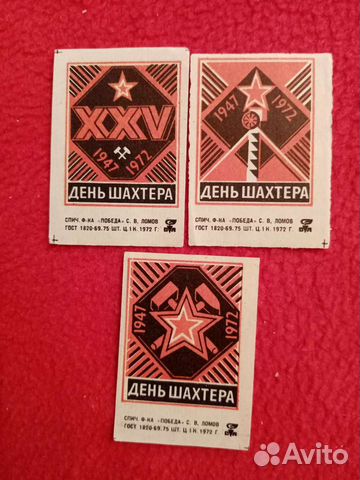 XXV
1947 1972
ДЕНЬ ШАХТЕРА
СПИЧ. Ф-КА «ПОБЕДА» С. В. ЛОМОВ
ГОСТ 1820-69. 75 ШТ. Ц. 1 К. 1972 Г.
1947 1972
ДЕНЬ ШАХТЕРА
СПИЧ. Ф-КА «ПОБЕДА» С. В. ЛОМОВ
ГОСТ 1820-69. 75 ШТ. Ц. 1 К. 1972 Г.
1947 1972
ДЕНЬ ШАХТЕРА
СПИЧ. Ф-КА «ПОБЕДА» С. В. ЛОМОВ
ГОСТ 1820-69. 75 ШТ. Ц. 1 К. 1972 Г.
Avito